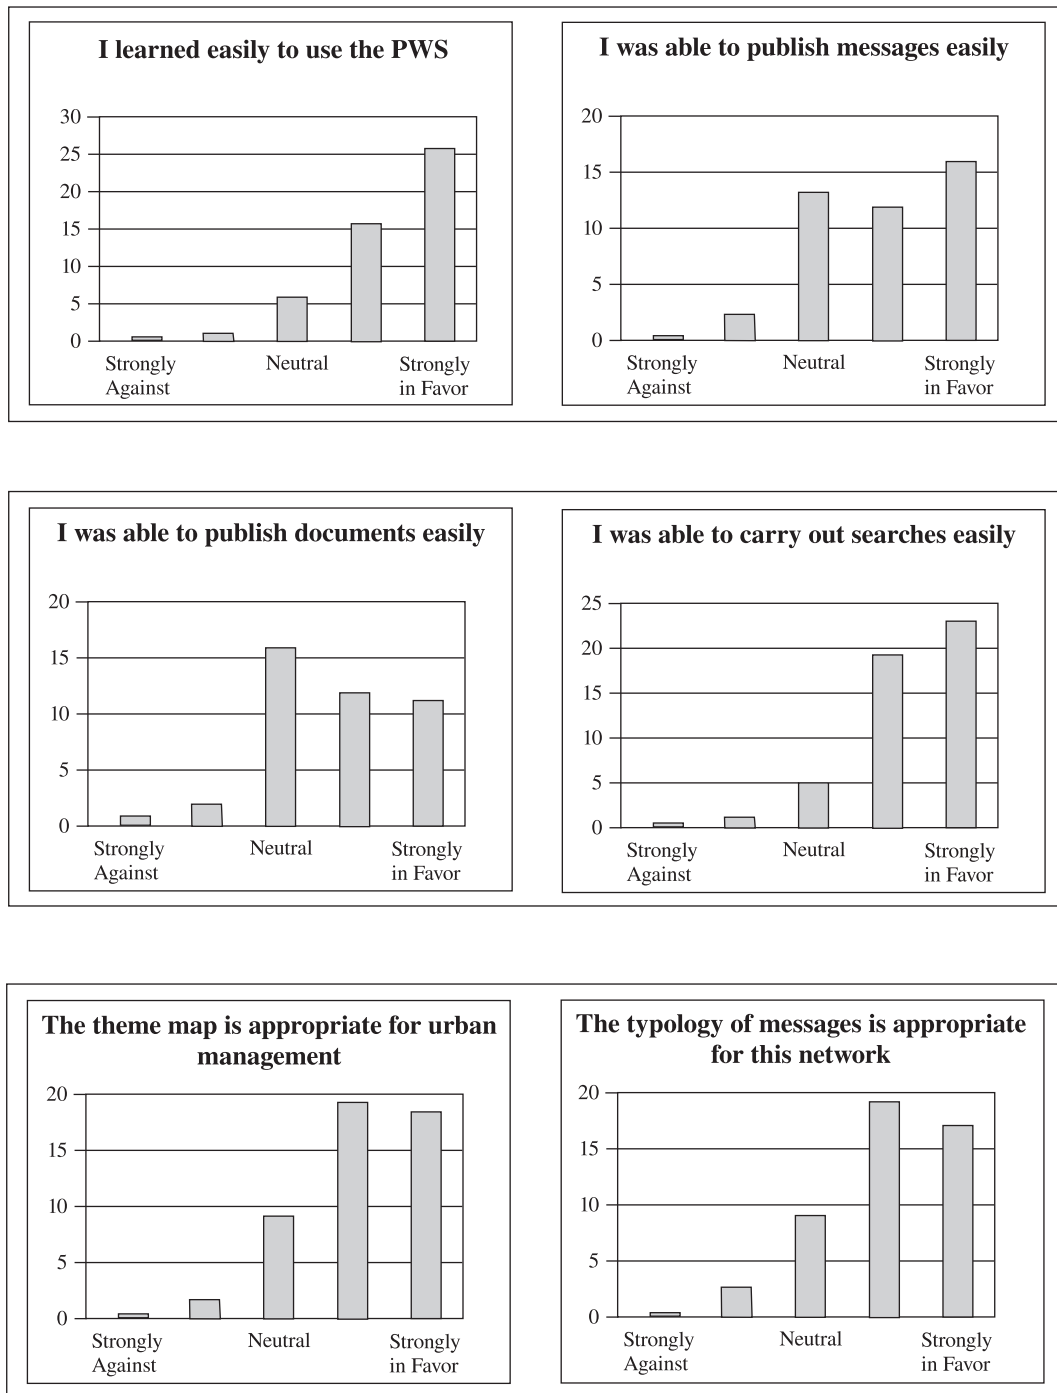 I learned easily to use the PWS
30
25
20
15
10
5
0
Strongly
Against
Neutral
Strongly
in Favor
I was able to publish messages easily
20
15
10
5
0
Strongly
Against
Neutral
Strongly
in Favor
I was able to publish documents easily
20
15
10
5
0
Strongly
Against
Neutral
Strongly
in Favor
I was able to carry out searches easily
25
20
15
10
5
0
Strongly
Against
Neutral
Strongly
in Favor
The theme map is appropriate for urban
management
20
15
10
5
0
Strongly
Against
Neutral
Strongly
in Favor
The typology of messages is appropriate
for this network
20
15
10
5
0
Strongly
Against
Neutral
Strongly
in Favor